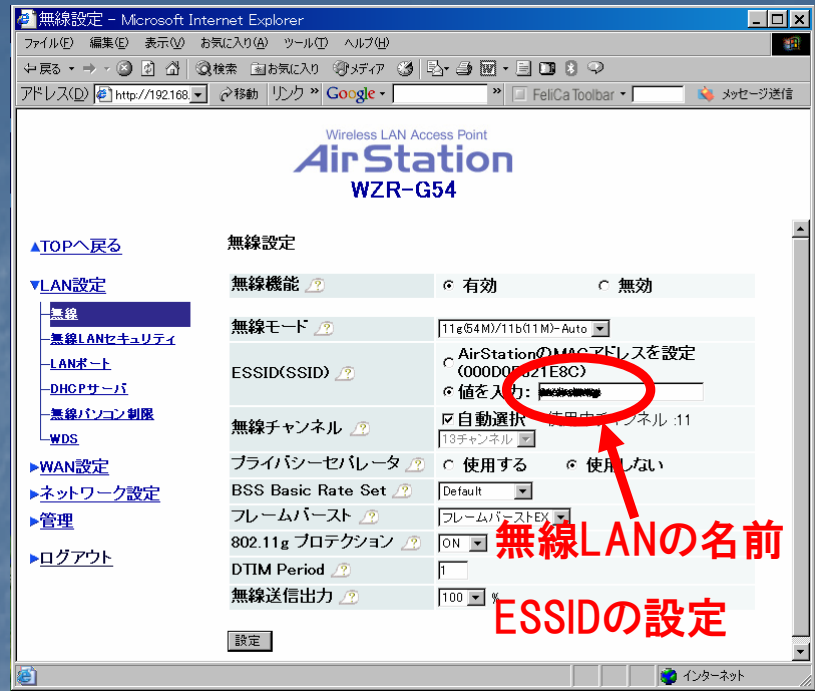 無線設定 - Microsoft Internet Explorer
ファイル(F) 編集(E) 表示(V) お気に入り(A) ツール(T) ヘルプ(H)
戻る 検索 お気に入り メディア
アドレス(D) http://192.168. 移動 リンク » Google » FeliCa Toolbar メッセージ送信
Wireless LAN Access Point
AirStation
WZR-G54
▲TOPへ戻る
無線設定
▼LAN設定
無線機能 有効 無効
無線
無線モード 11g(54M)/11b(11M)-Auto
無線LANセキュリティ
AirStationのMACアドレスを設定
LANポート
ESSID(SSID)
値を入力:
DHCPサーバ
無線パソコン制限
無線チャンネル 自動選択 使用中チャンネル :11
13チャンネル
WDS
▶WAN設定
プライバシーセパレータ 使用する 使用しない
▶ネットワーク設定
BSS Basic Rate Set Default
▶管理
フレームバースト フレームバーストEX
802.11g プロテクション ON
無線LANの名前
▶ログアウト
DTIM Period 1
無線送信出力 100 %
ESSIDの設定
設定
インターネット